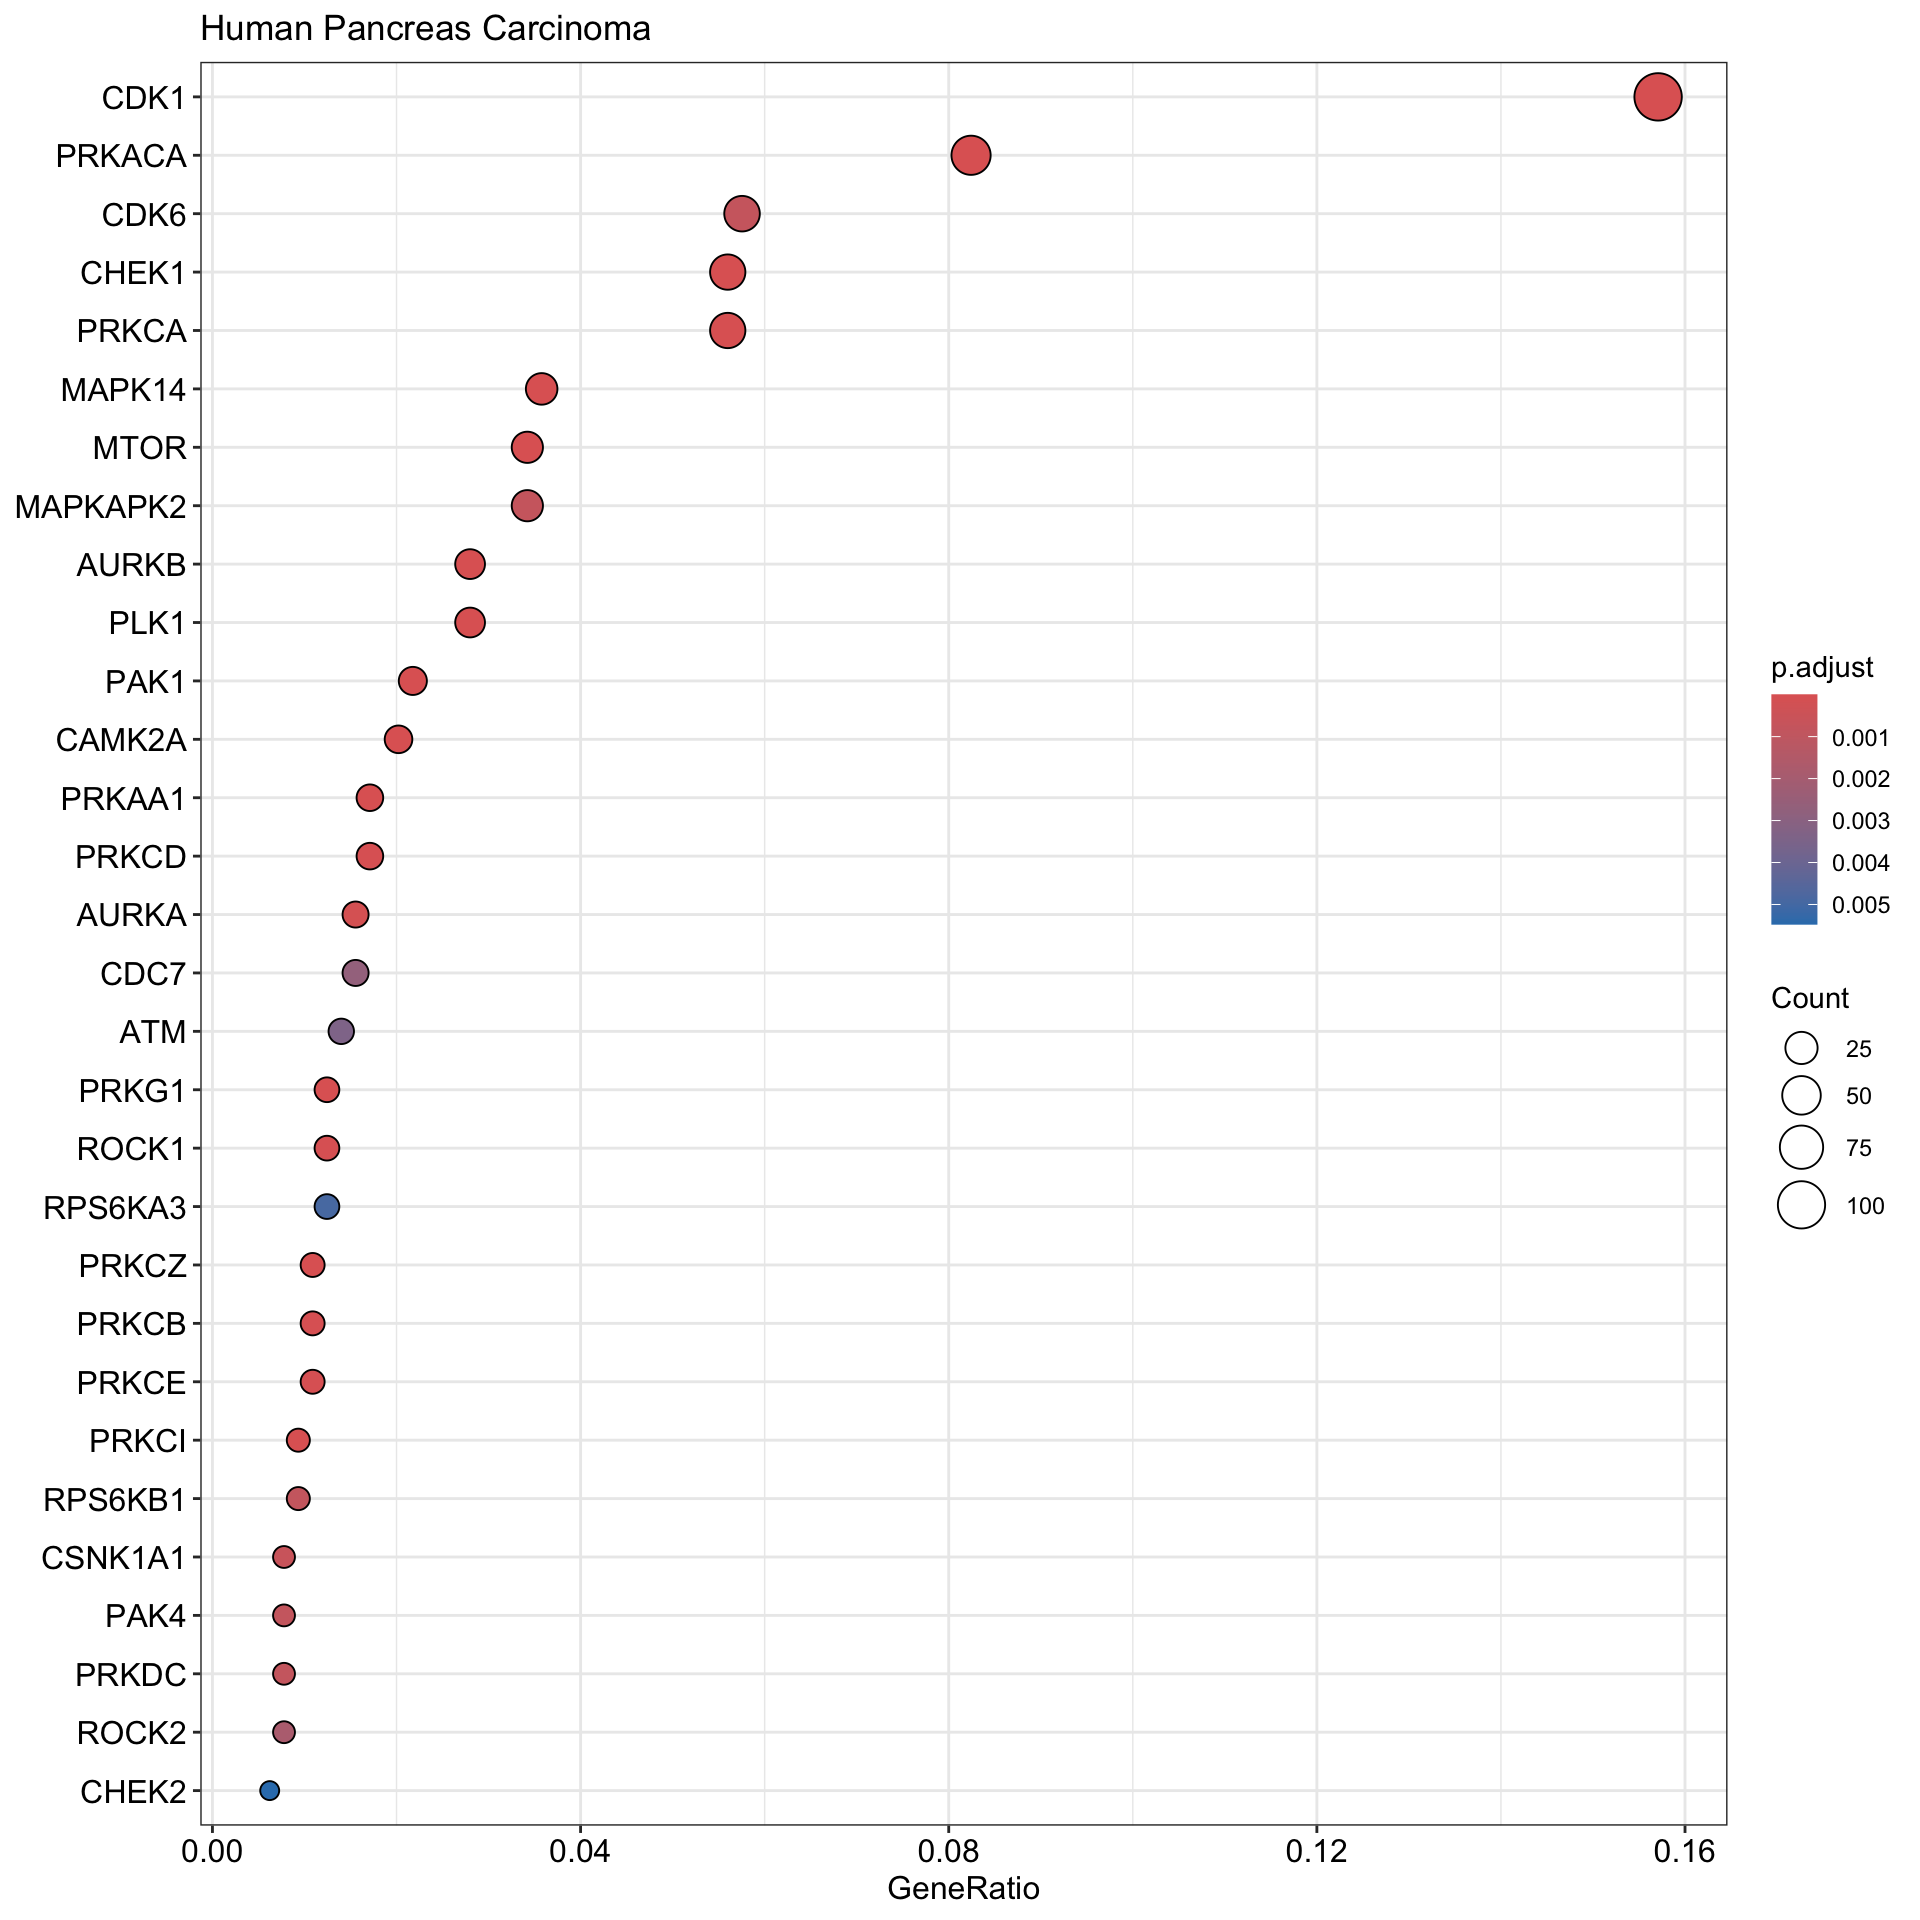 Human Pancreas Carcinoma
CDK1
PRKACA
CDK6
CHEK1
PRKCA
MAPK14
MTOR
MAPKAPK2
AURKB
PLK1
PAK1
CAMK2A
PRKAA1
PRKCD
AURKA
CDC7
ATM
PRKG1
ROCK1
RPS6KA3
PRKCZ
PRKCB
PRKCE
PRKCI
RPS6KB1
CSNK1A1
PAK4
PRKDC
ROCK2
CHEK2
0.00 0.04 0.08 0.12 0.16
GeneRatio
p.adjust
0.001
0.002
0.003
0.004
0.005
Count
25
50
75
100